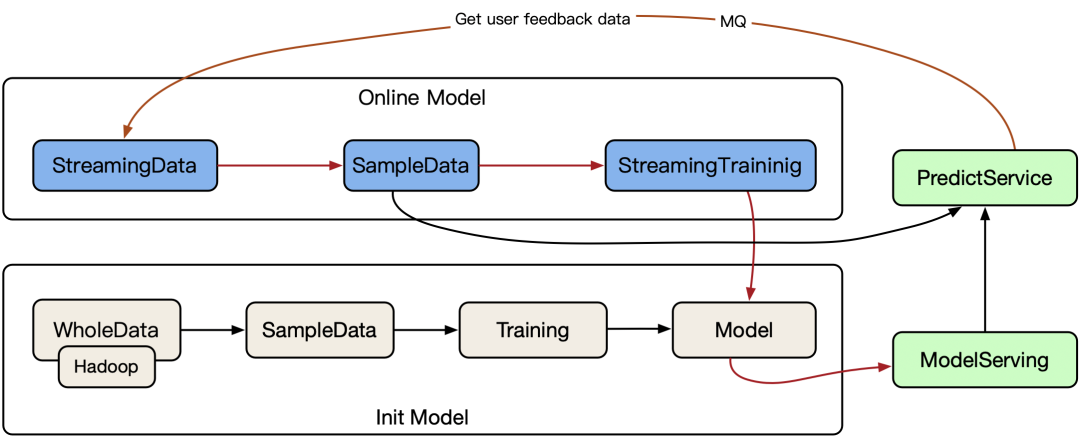 Get user feedback data
MQ
Online Model
StreamingData
SampleData
StreamingTraininig
PredictService
WholeData
Hadoop
SampleData
Training
Model
ModelServing
Init Model